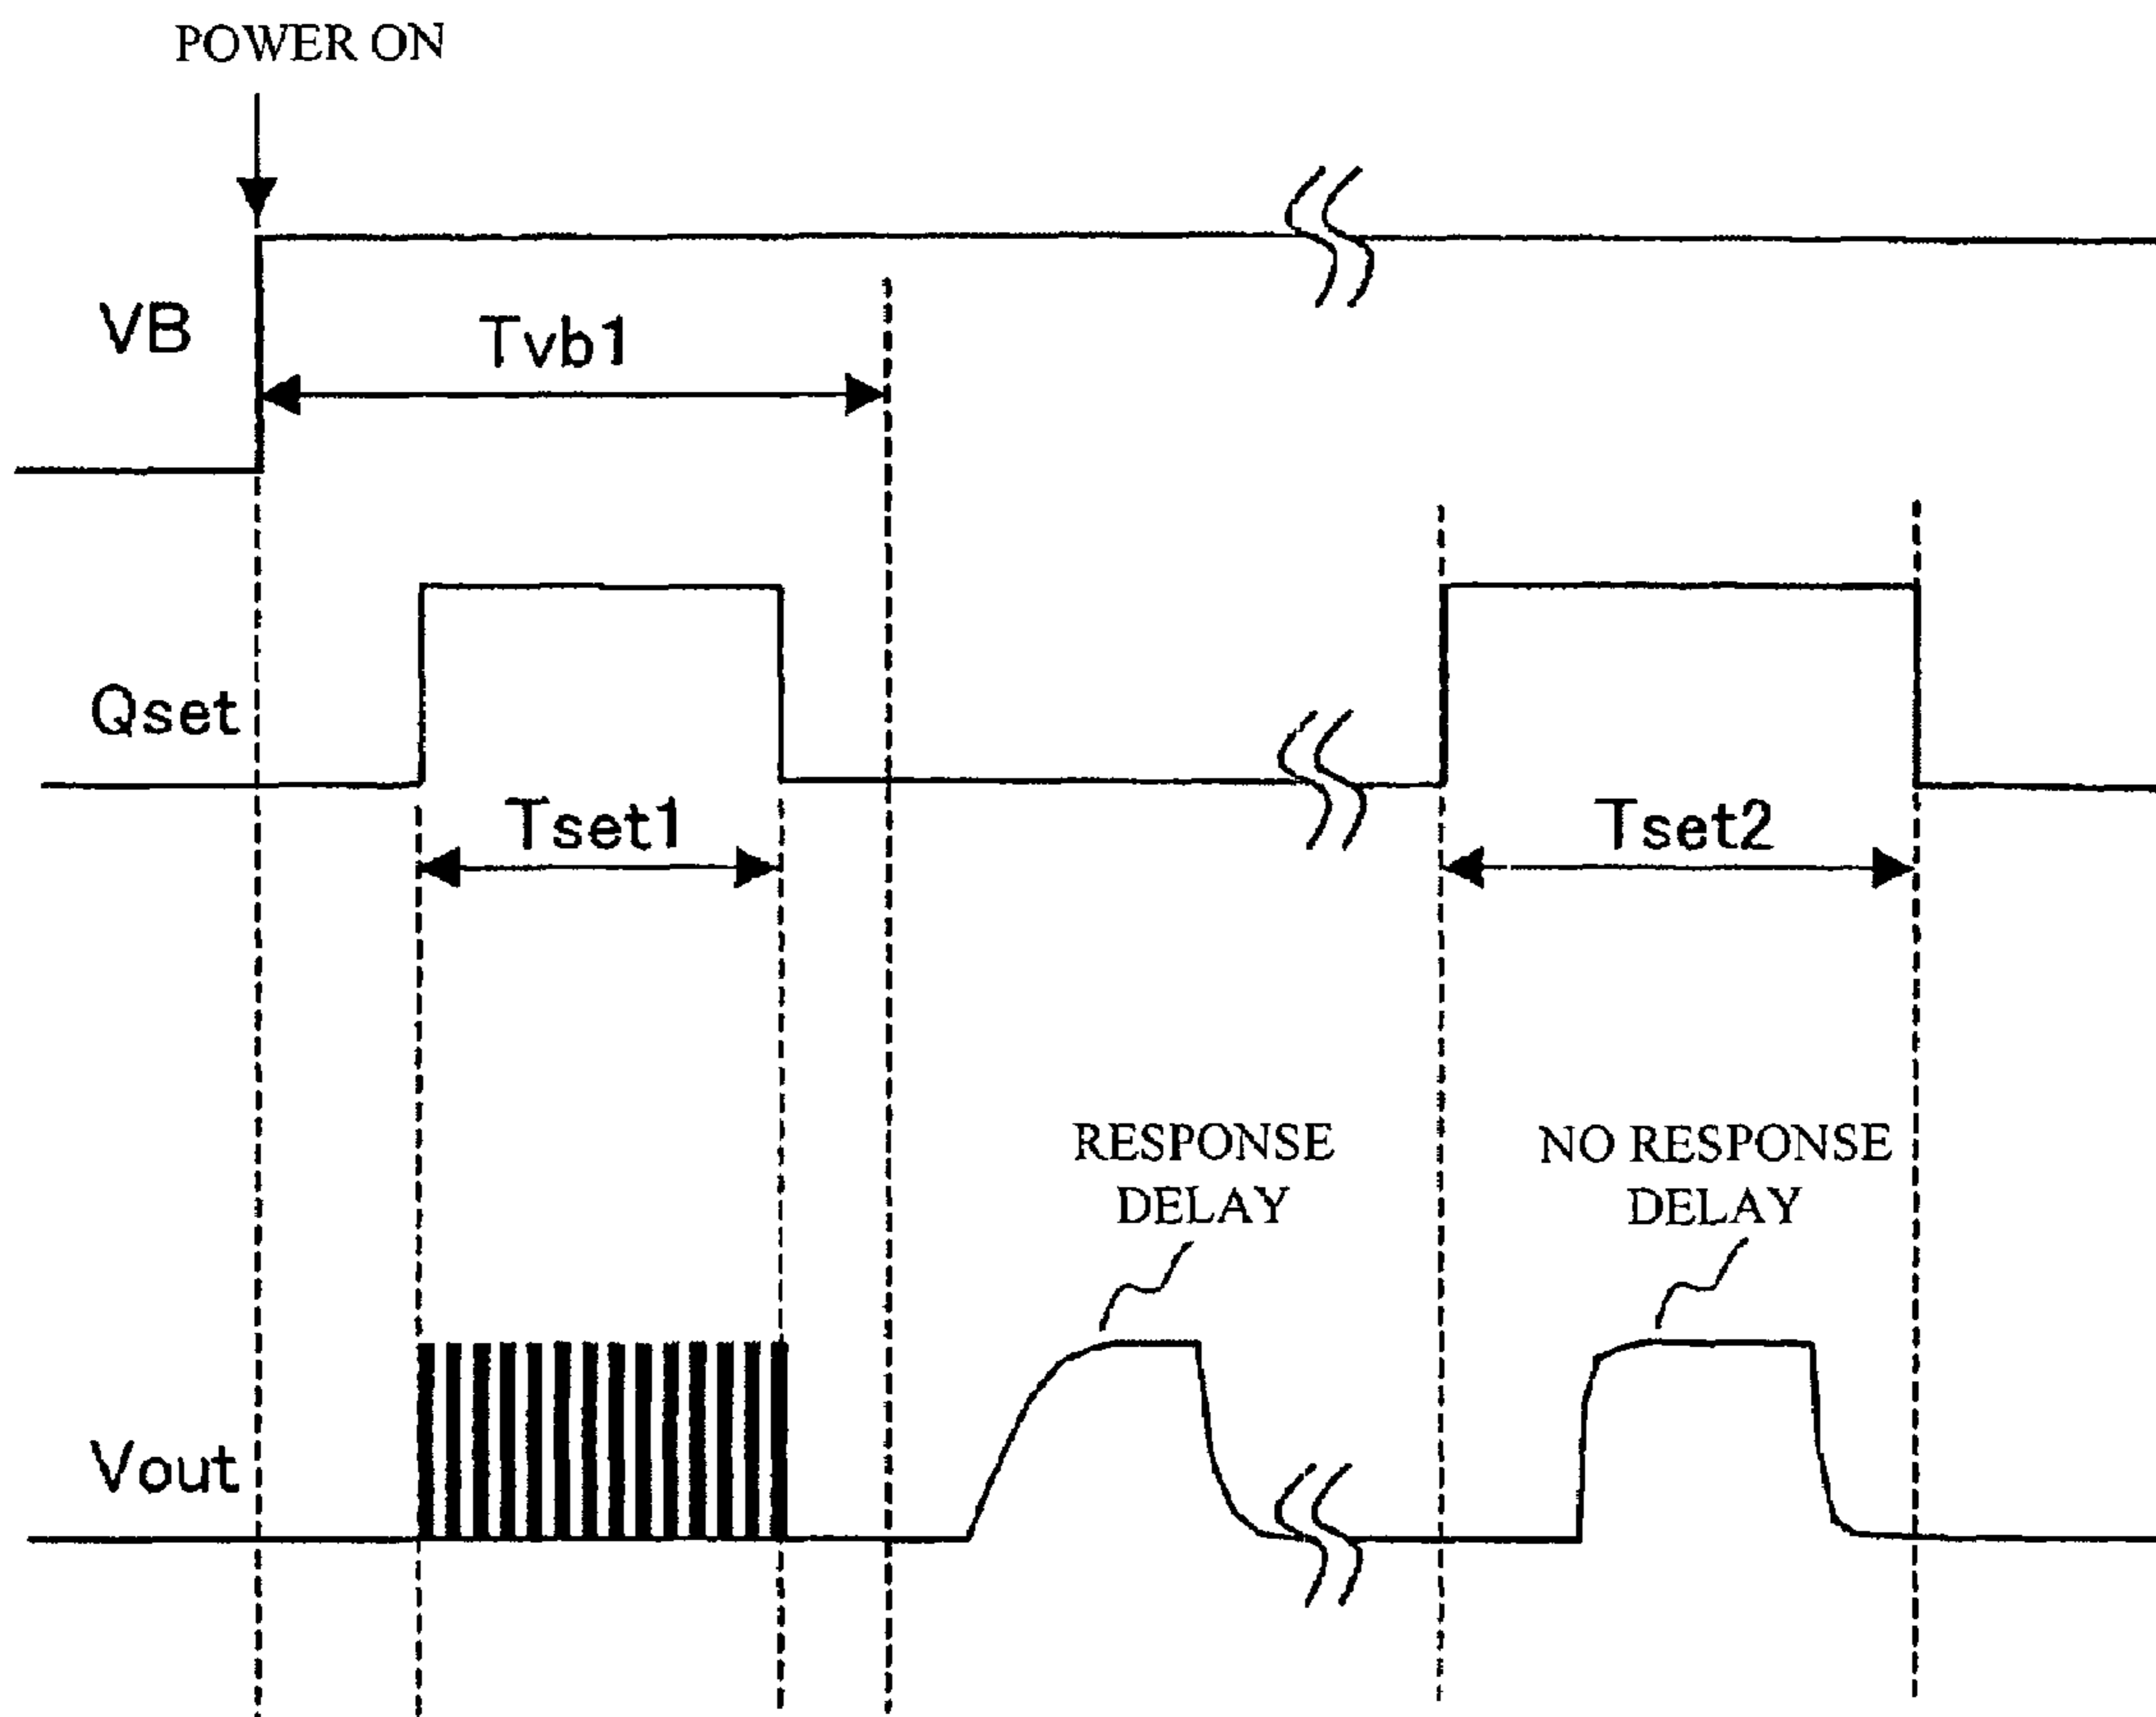 POWER ON
VB
Tvb1
Qset
Tset1
Tset2
RESPONSE
DELAY
NO RESPONSE
DELAY
Vout